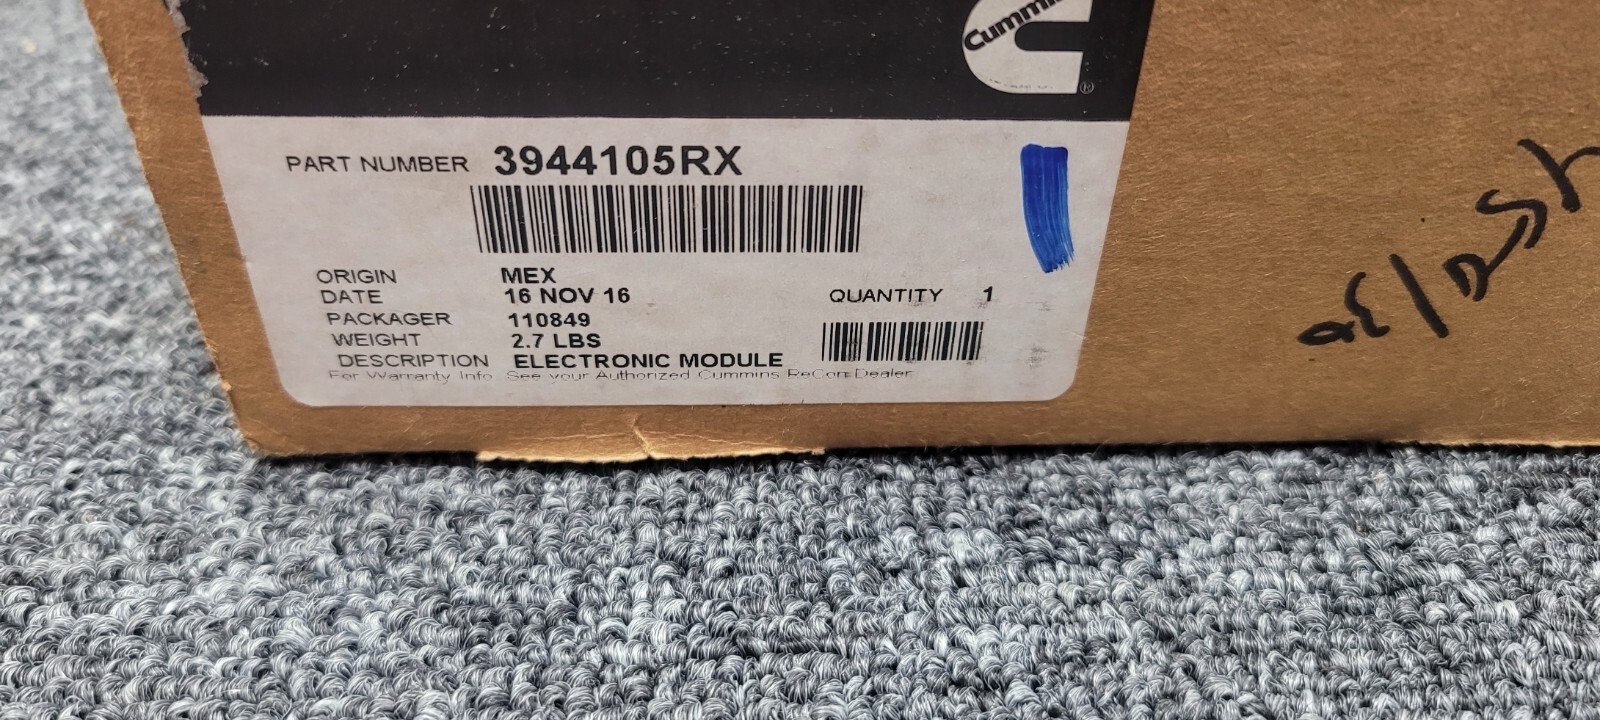 Cummins
PART NUMBER 3944105RX
ORIGIN MEX
DATE 16 NOV 16
QUANTITY 1
PACKAGER 110849
WEIGHT 2.7 LBS
DESCRIPTION ELECTRONIC MODULE
For Warranty Info See your Authorized Cummins ReCon Dealer